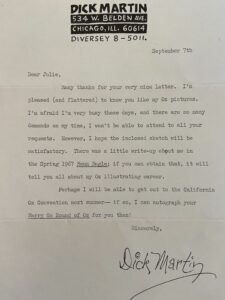 DICK MARTIN
534 W. BELDEN AVE.
CHICAGO, ILL. 60614
DIVERSEY 8-5011.
September 7th
Dear Julie,
Many thanks for your very nice letter. I'm
pleased (and flattered) to know you like my Oz pictures.
I'm afraid I'm very busy these days, and there are so many
demands on my time, I can't be able to attend to all your
requests. However, I hope the inclosed sketch will be
satisfactory. There was a little write-up about me in
the Spring 1967 Baum Bugle; if you can obtain that, it will
tell you all about my Oz illustrating career.
Perhaps I will be able to get out to the California
Oz Convention next summer-- if so, I can autograph your
Merry Go Round of Oz for you then!
Sincerely,
Dick Martin